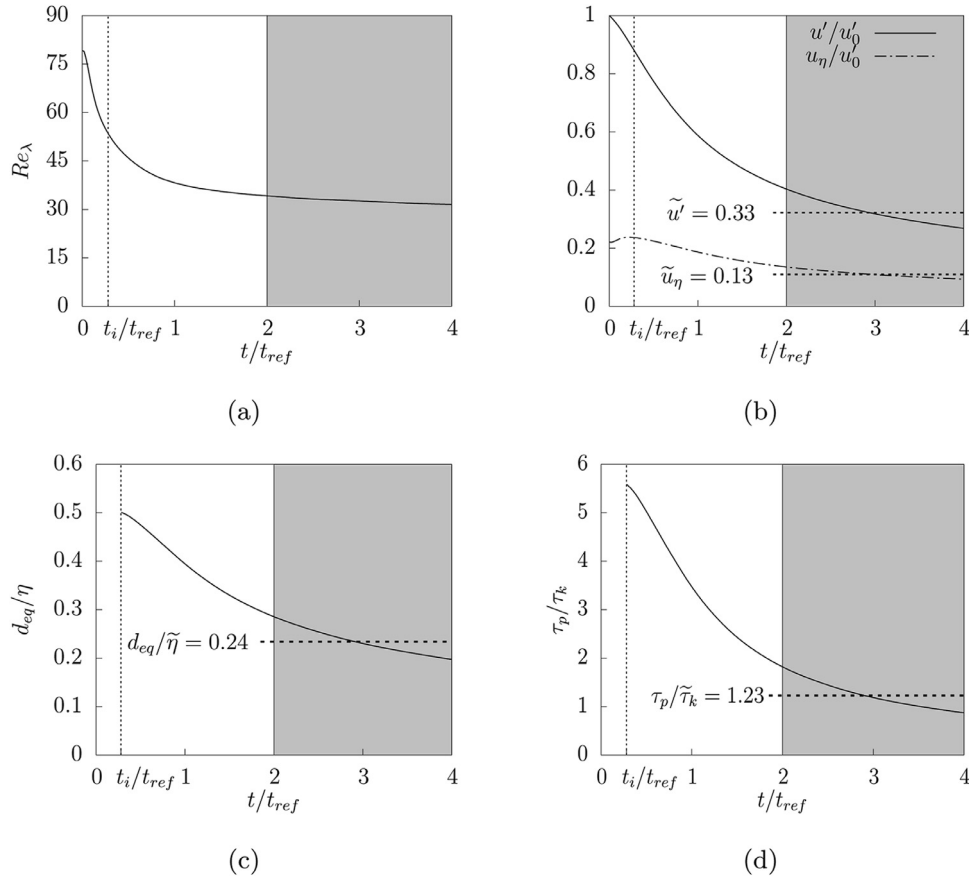 90
75
60
45
30
15
0
Re_λ
0 t_i/t_ref 1 2 3 4
t/t_ref
(a)
1
0.8
0.6
0.4
0.2
0
u′/u′_0
u_η/u′_0
ũ′ = 0.33
ũ_η = 0.13
0 t_i/t_ref 1 2 3 4
t/t_ref
(b)
0.6
0.5
0.4
0.3
0.2
0.1
0
d_eq/η
d_eq/η̃ = 0.24
0 t_i/t_ref 1 2 3 4
t/t_ref
(c)
6
5
4
3
2
1
0
τ_p/τ_k
τ_p/τ̃_k = 1.23
0 t_i/t_ref 1 2 3 4
t/t_ref
(d)